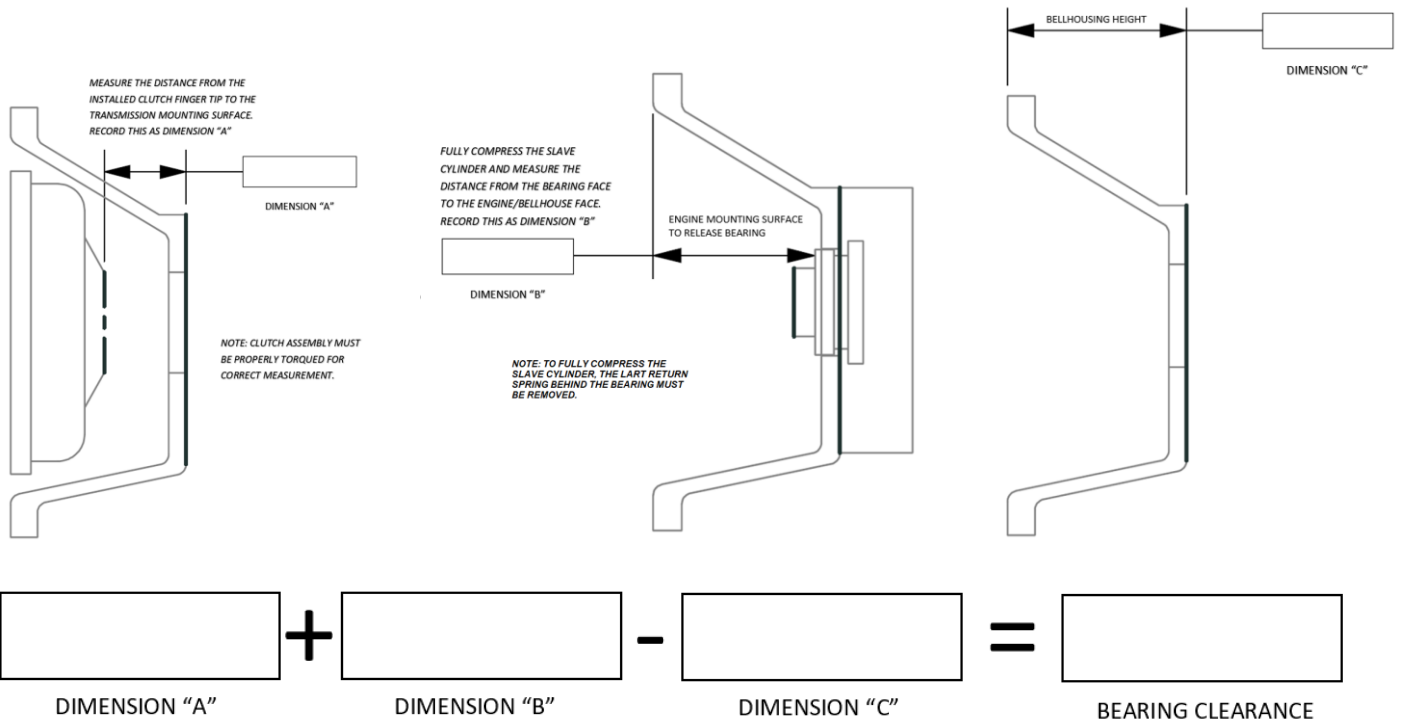 MEASURE THE DISTANCE FROM THE
INSTALLED CLUTCH FINGER TIP TO THE
TRANSMISSION MOUNTING SURFACE.
RECORD THIS AS DIMENSION “A”
DIMENSION “A”
NOTE: CLUTCH ASSEMBLY MUST
BE PROPERLY TORQUED FOR
CORRECT MEASUREMENT.
FULLY COMPRESS THE SLAVE
CYLINDER AND MEASURE THE
DISTANCE FROM THE BEARING FACE
TO THE ENGINE/BELLHOUSE FACE.
RECORD THIS AS DIMENSION “B”
DIMENSION “B”
ENGINE MOUNTING SURFACE
TO RELEASE BEARING
NOTE: TO FULLY COMPRESS THE
SLAVE CYLINDER, THE LART RETURN
SPRING BEHIND THE BEARING MUST
BE REMOVED.
BELLHOUSING HEIGHT
DIMENSION “C”
+ - =
DIMENSION “A” DIMENSION “B” DIMENSION “C” BEARING CLEARANCE